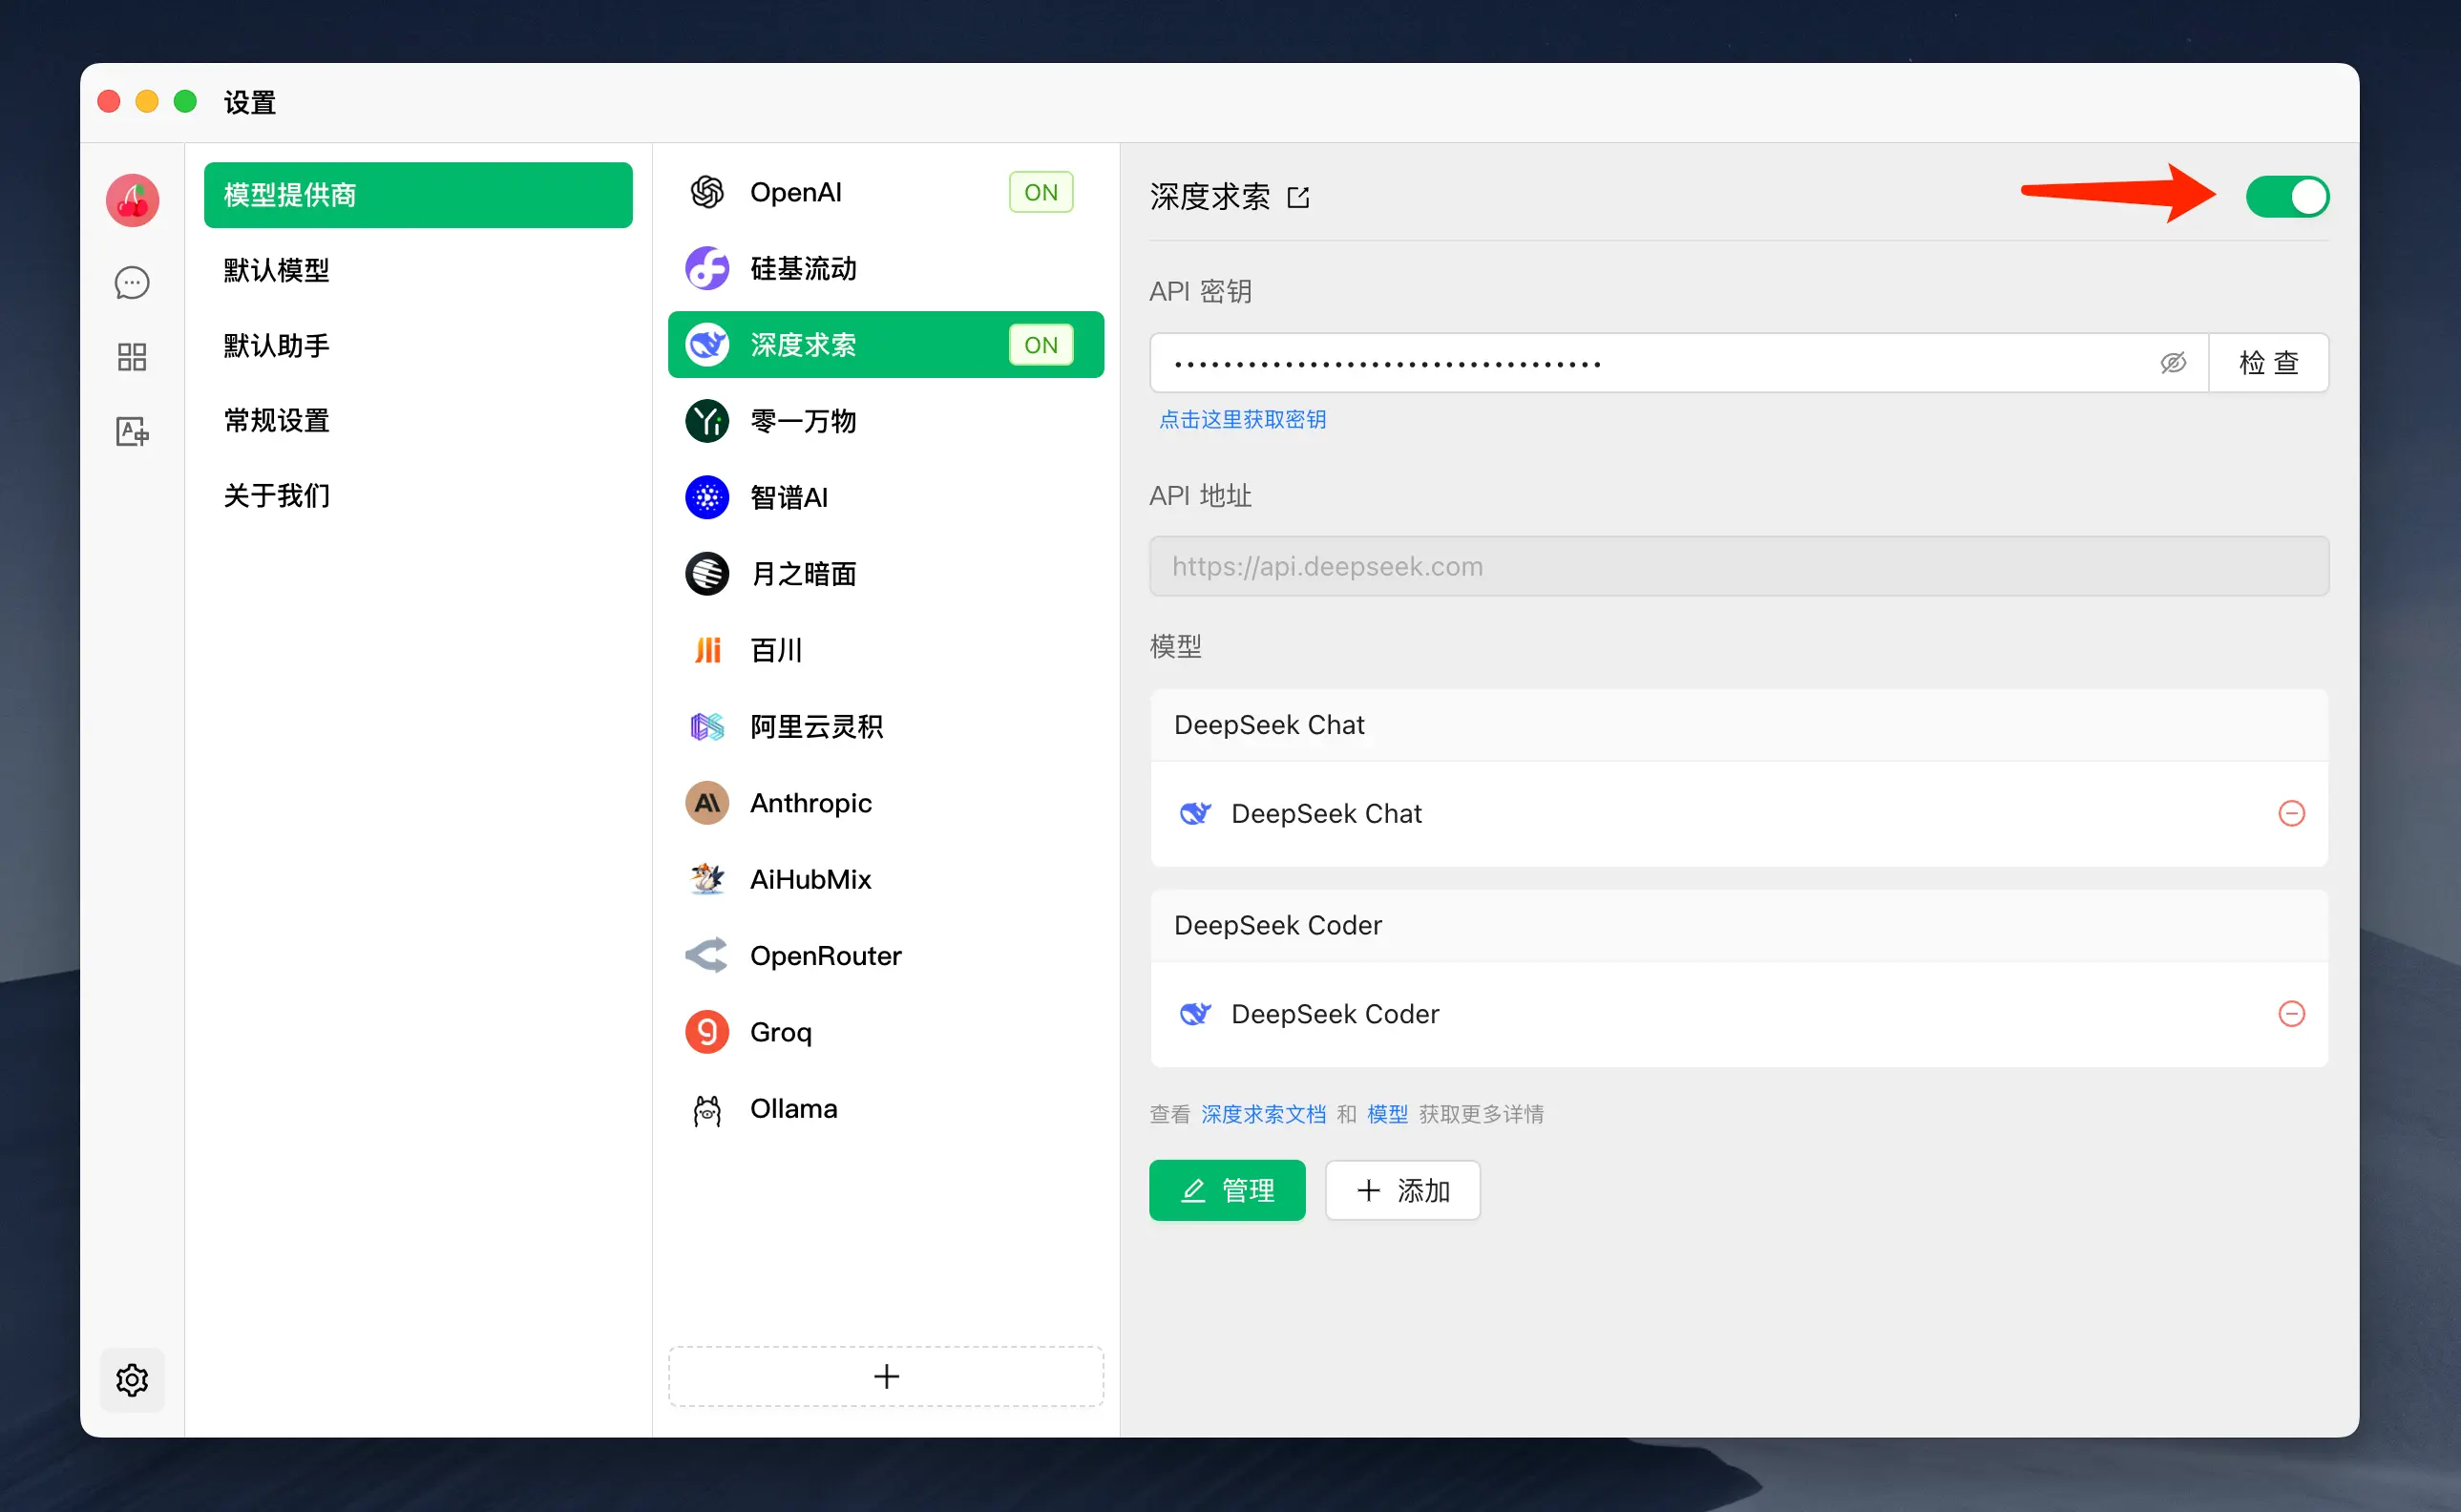 设置
模型提供商
默认模型
默认助手
常规设置
关于我们
OpenAI ON
硅基流动
深度求索 ON
零一万物
智谱AI
月之暗面
百川
阿里云灵积
Anthropic
AiHubMix
OpenRouter
Groq
Ollama
深度求索
API 密钥
检 查
点击这里获取密钥
API 地址
https://api.deepseek.com
模型
DeepSeek Chat
DeepSeek Chat
DeepSeek Coder
DeepSeek Coder
查看 深度求索文档 和 模型 获取更多详情
管理
添加